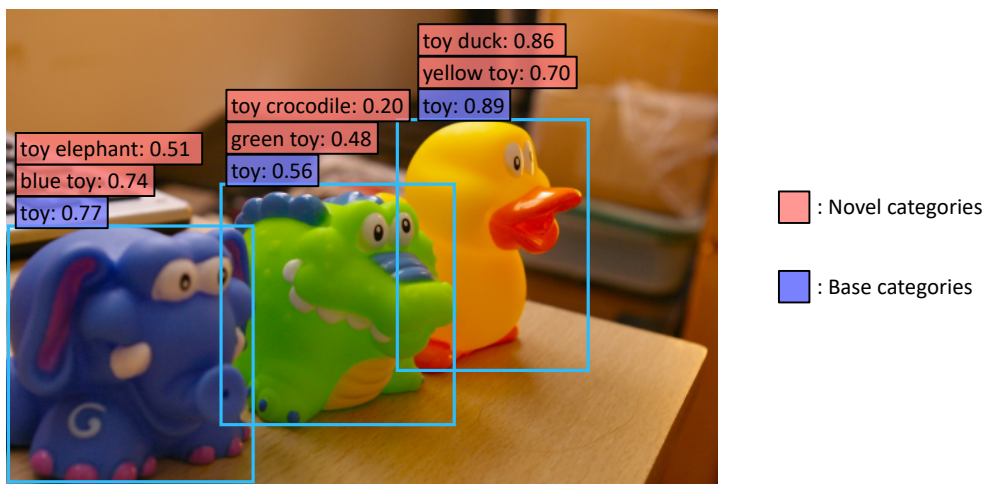 toy duck: 0.86
yellow toy: 0.70
toy: 0.89
toy crocodile: 0.20
green toy: 0.48
toy: 0.56
toy elephant: 0.51
blue toy: 0.74
toy: 0.77
: Novel categories
: Base categories